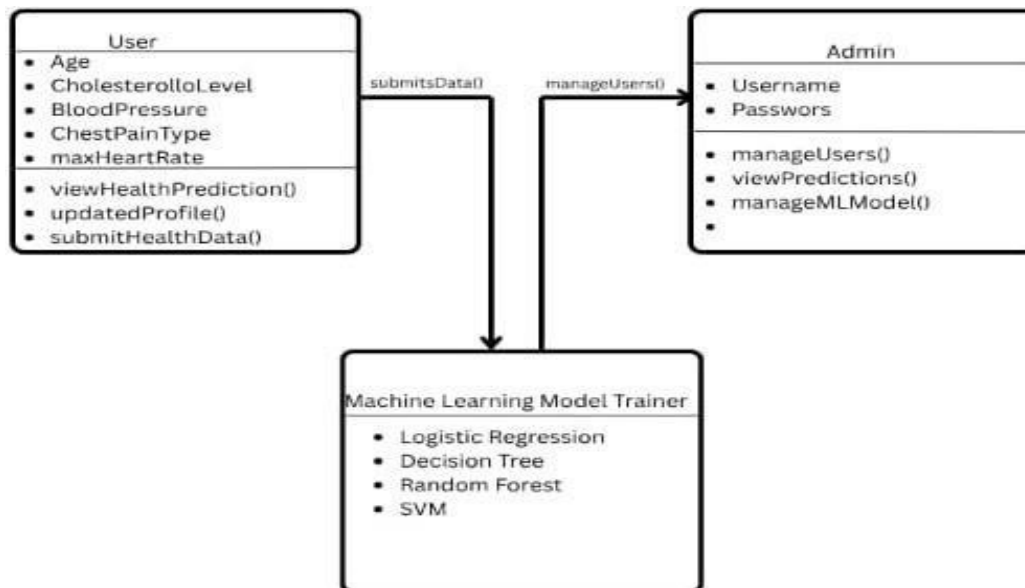 User
• Age
• CholesterolloLevel
• BloodPressure
• ChestPainType
• maxHeartRate
• viewHealthPrediction()
• updatedProfile()
• submitHealthData()
submitsData()
manageUsers()
Admin
• Username
• Passwors
• manageUsers()
• viewPredictions()
• manageMLModel()
•
Machine Learning Model Trainer
• Logistic Regression
• Decision Tree
• Random Forest
• SVM